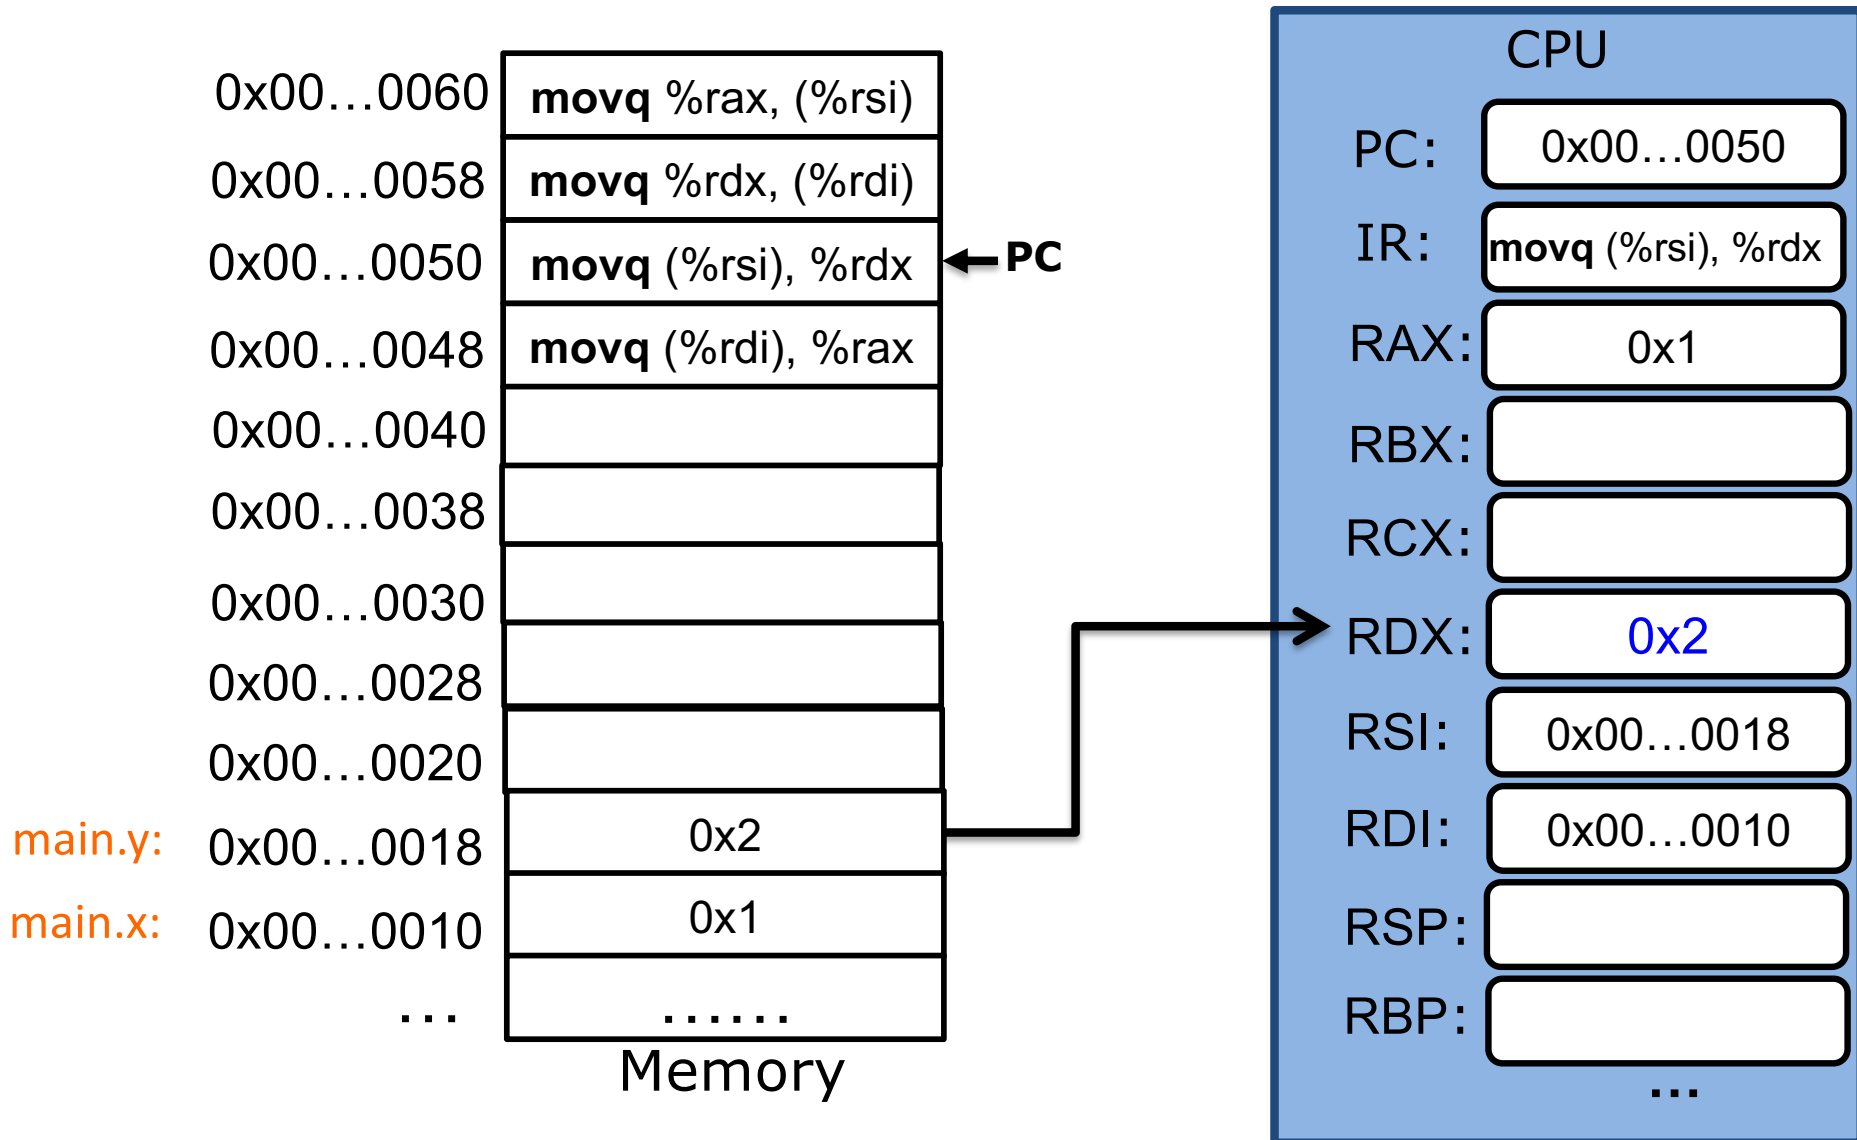 0x00…0060 movq %rax, (%rsi)
0x00…0058 movq %rdx, (%rdi)
0x00…0050 movq (%rsi), %rdx PC
0x00…0048 movq (%rdi), %rax
0x00…0040
0x00…0038
0x00…0030
0x00…0028
0x00…0020
main.y: 0x00…0018 0x2
main.x: 0x00…0010 0x1
… ……
Memory
CPU
PC: 0x00…0050
IR: movq (%rsi), %rdx
RAX: 0x1
RBX:
RCX:
RDX: 0x2
RSI: 0x00…0018
RDI: 0x00…0010
RSP:
RBP:
…